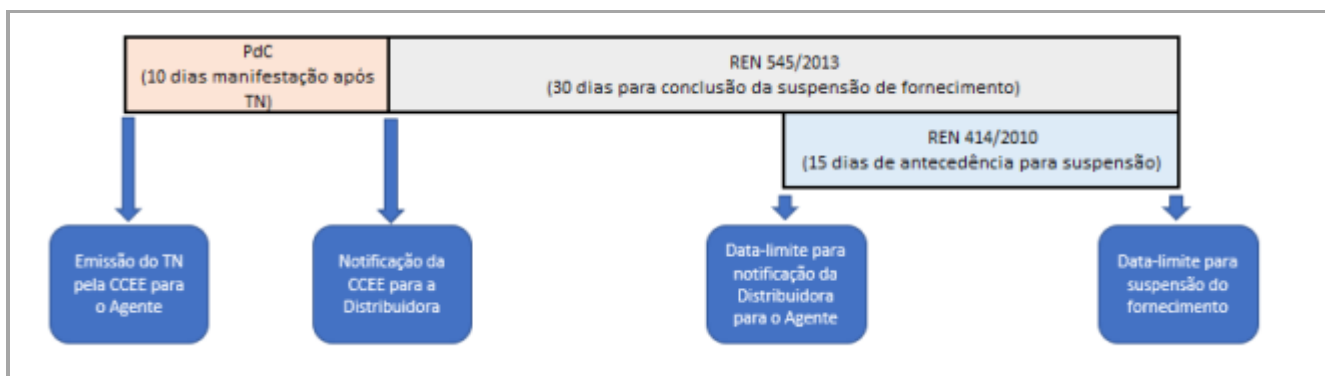 PdC
(10 dias manifestação após
TN)
REN 545/2013
(30 dias para conclusão da suspensão de fornecimento)
REN 414/2010
(15 dias de antecedência para suspensão)
Emissão do TN
pela CCEE para
o Agente
Notificação da
CCEE para a
Distribuidora
Data-limite para
notificação da
Distribuidora
para o Agente
Data-limite para
suspensão do
fornecimento